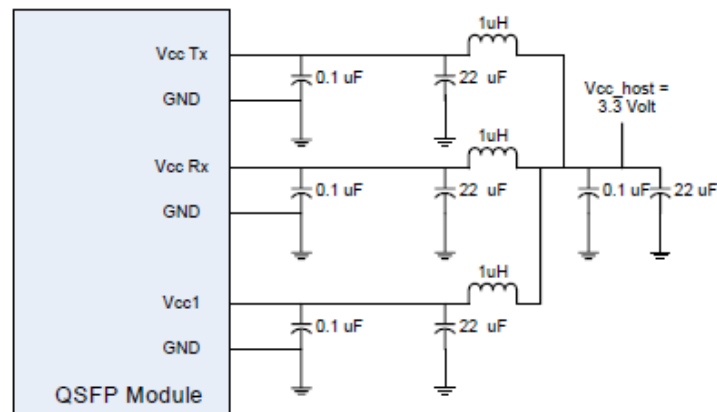 1uH
Vcc Tx
0.1 uF
22 uF
GND
Vcc_host =
3.3 Volt
1uH
Vcc Rx
0.1 uF
22 uF
0.1 uF
22 uF
GND
1uH
Vcc1
0.1 uF
22 uF
GND
QSFP Module